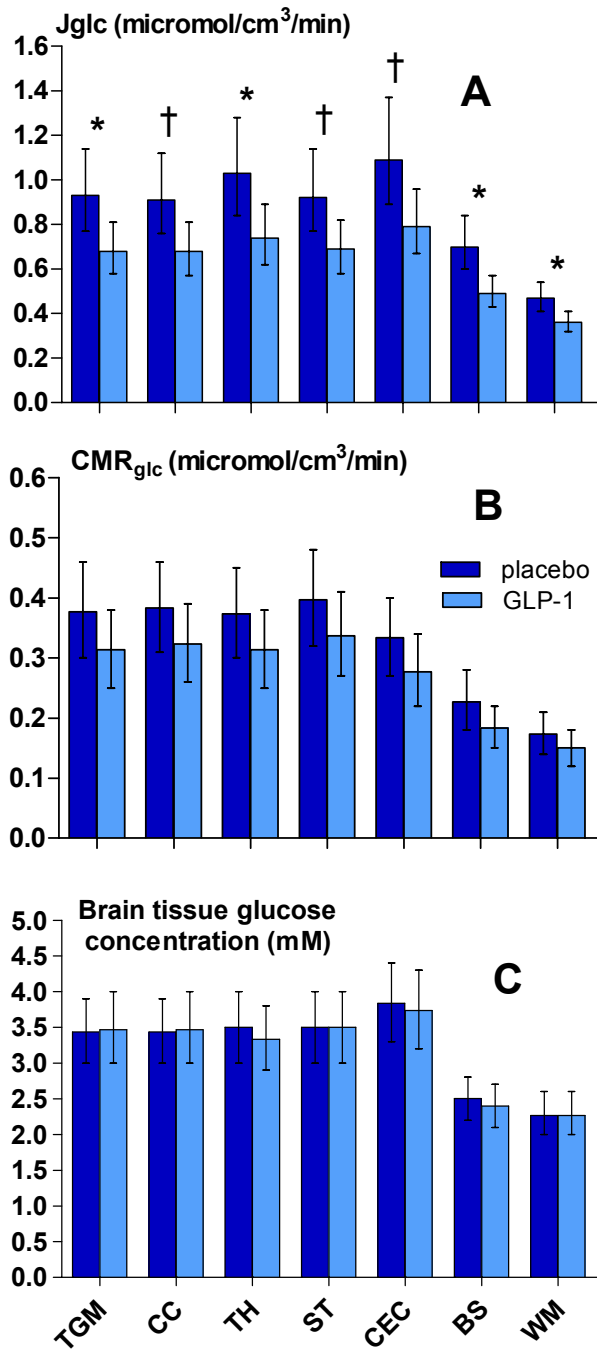 Jglc (micromol/cm³/min)
1.6
1.4
1.2
1.0
0.8
0.6
0.4
0.2
0.0
A
* † * † † * *
CMRglc (micromol/cm³/min)
0.6
0.5
0.4
0.3
0.2
0.1
0.0
B
placebo
GLP-1
Brain tissue glucose
concentration (mM)
5.0
4.5
4.0
3.5
3.0
2.5
2.0
1.5
1.0
0.5
0.0
C
TGM CC TH ST CEC BS WM